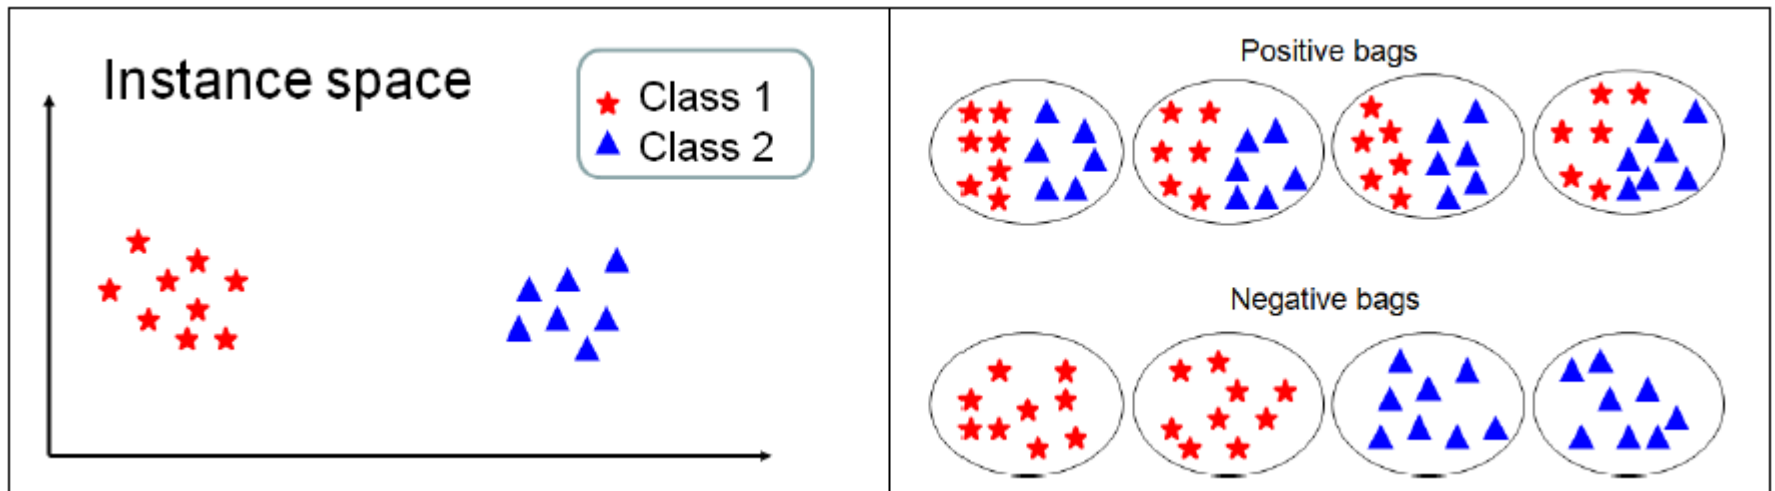 Instance space
Class 1
Class 2
Positive bags
Negative bags